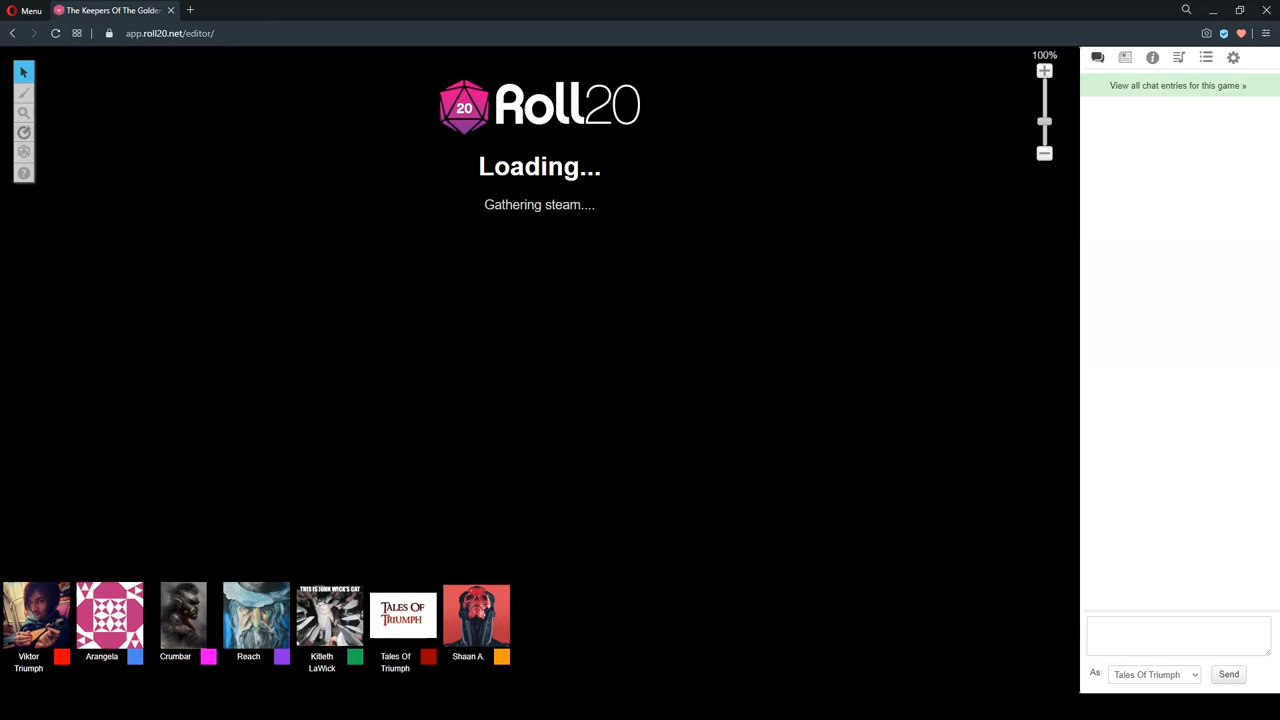 Menu
The Keepers Of The Golde
app.roll20.net/editor/
100%
View all chat entries for this game »
20
Roll20
Loading...
Gathering steam....
THIS IS JOHN WICK'S CAT
TALES OF
TRIUMPH
Viktor
Triumph
Arangela
Crumbar
Reach
Kitleth
LaWick
Tales Of
Triumph
Shaan A.
As:
Tales Of Triumph
Send